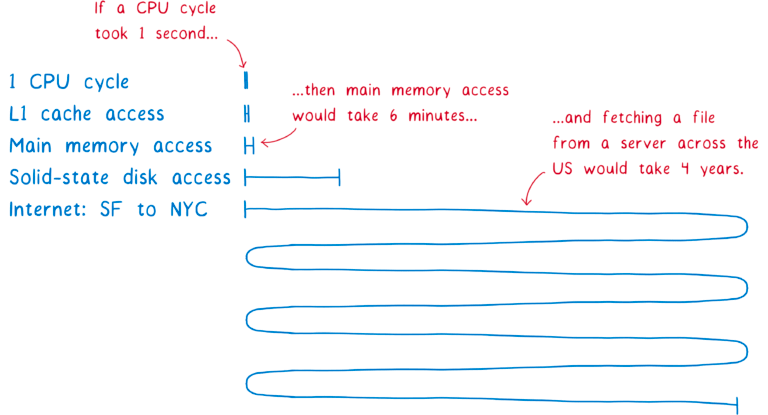 If a CPU cycle
took 1 second...
1 CPU cycle
L1 cache access
Main memory access
Solid-state disk access
Internet: SF to NYC
...then main memory access
would take 6 minutes...
...and fetching a file
from a server across the
US would take 4 years.